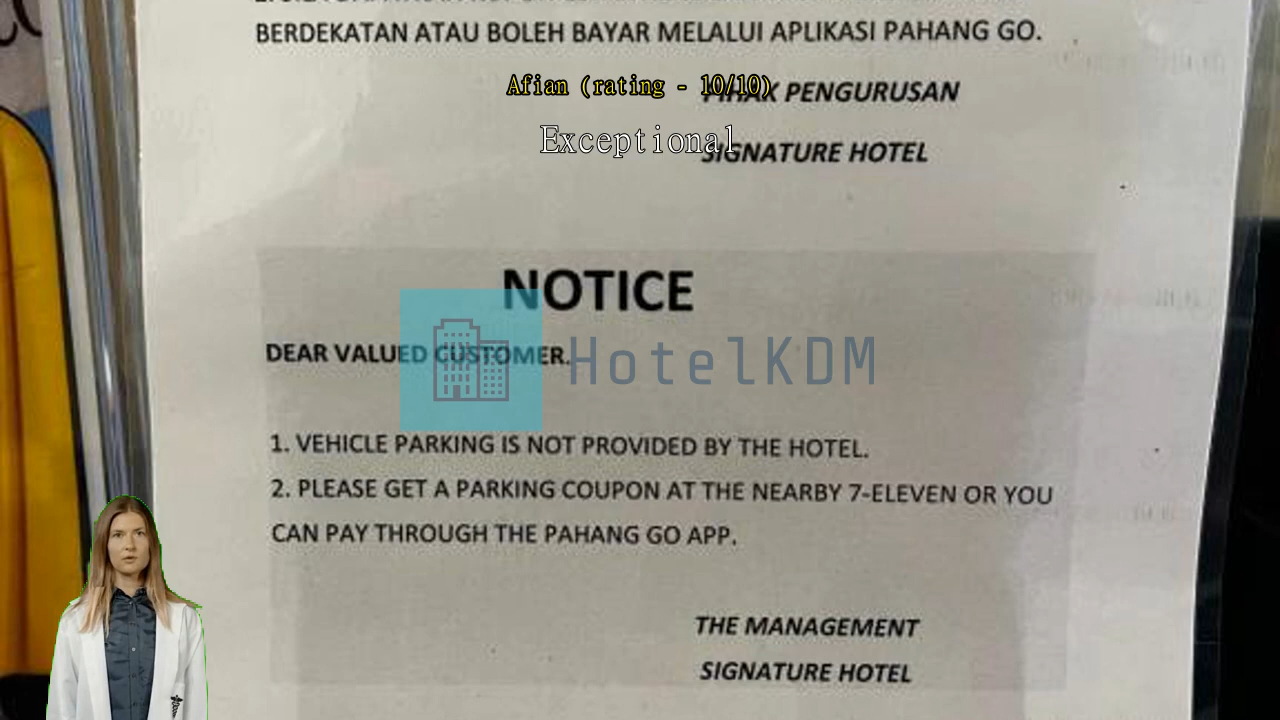 BERDEKATAN ATAU BOLEH BAYAR MELALUI APLIKASI PAHANG GO.
Afian (rating - 10/10)
PIHAK PENGURUSAN
Exceptional
SIGNATURE HOTEL
NOTICE
DEAR VALUED CUSTOMER.
HotelKDM
1. VEHICLE PARKING IS NOT PROVIDED BY THE HOTEL.
2. PLEASE GET A PARKING COUPON AT THE NEARBY 7-ELEVEN OR YOU
CAN PAY THROUGH THE PAHANG GO APP.
THE MANAGEMENT
SIGNATURE HOTEL